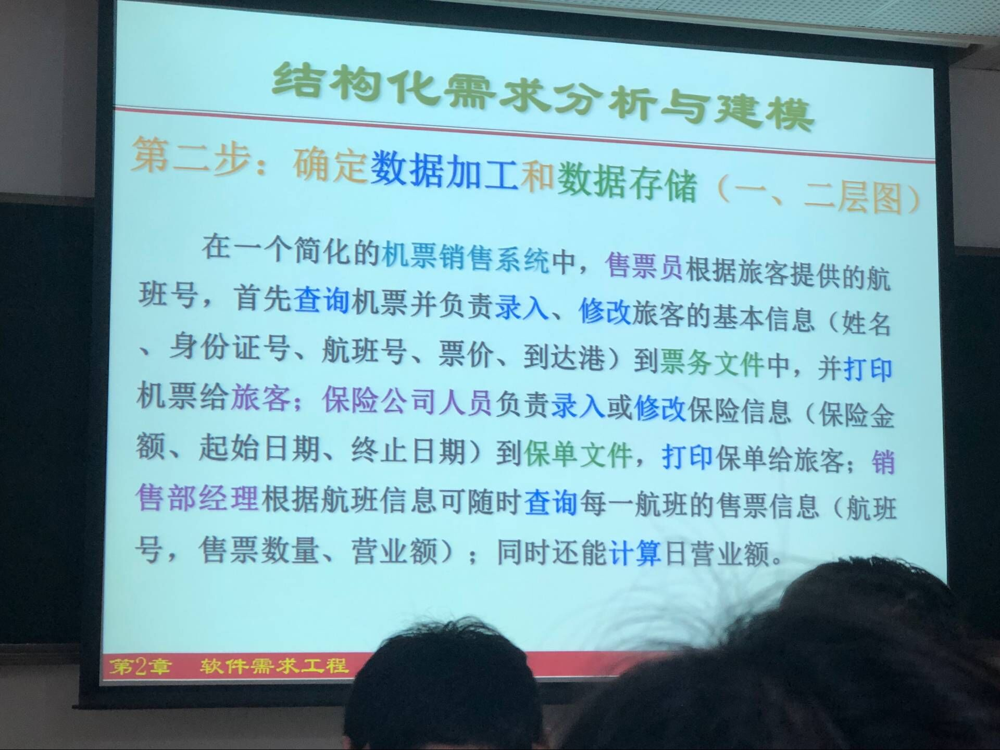 结构化需求分析与建模
第二步：确定数据加工和数据存储（一、二层图）
在一个简化的机票销售系统中，售票员根据旅客提供的航
班号，首先查询机票并负责录入、修改旅客的基本信息（姓名
、身份证号、航班号、票价、到达港）到票务文件中，并打印
机票给旅客；保险公司人员负责录入或修改保险信息（保险金
额、起始日期、终止日期）到保单文件，打印保单给旅客；销
售部经理根据航班信息可随时查询每一航班的售票信息（航班
号，售票数量、营业额）；同时还能计算日营业额。
第2章 软件需求工程